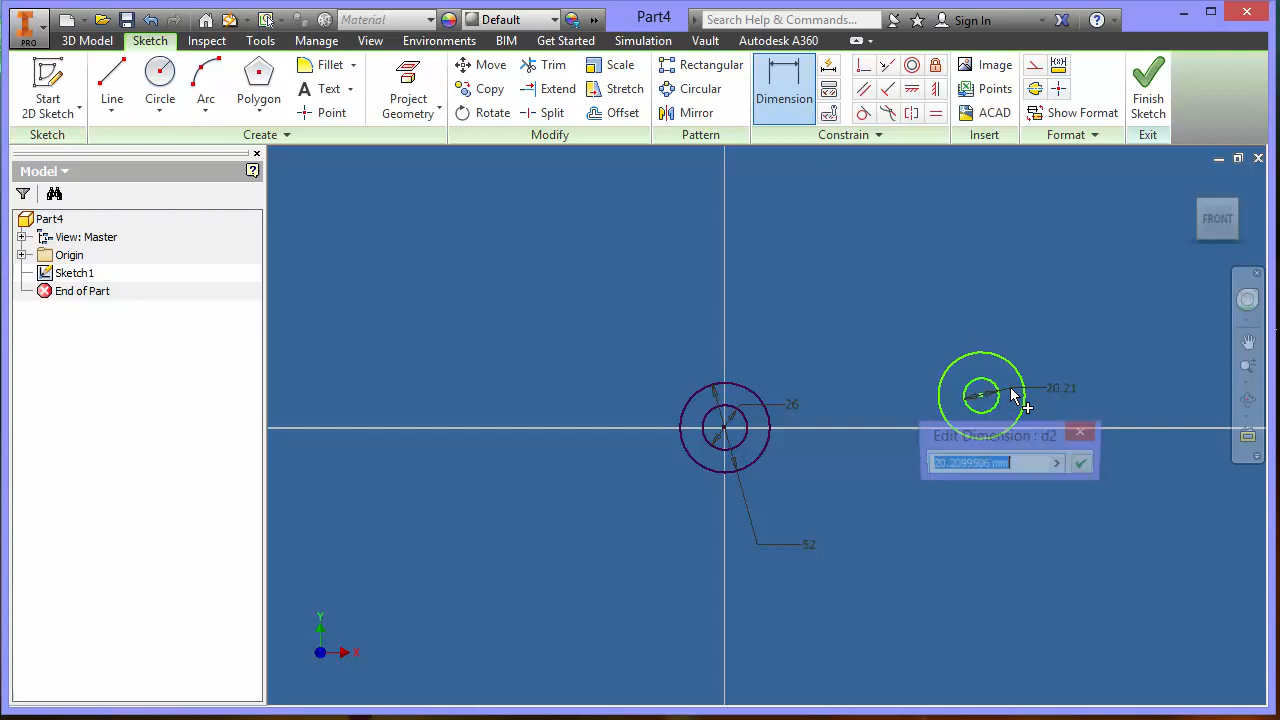 Material
Default
Part4
Search Help & Commands...
Sign In
PRO
3D Model Sketch Inspect Tools Manage View Environments BIM Get Started Simulation Vault Autodesk A360
Start
2D Sketch
Line
Circle
Arc
Polygon
Fillet
Text
Point
Project
Geometry
Move
Copy
Rotate
Trim
Extend
Split
Scale
Stretch
Offset
Rectangular
Circular
Mirror
Dimension
Image
Points
ACAD
Show Format
Finish
Sketch
Sketch Create Modify Pattern Constrain Insert Format Exit
Model
Part4
View: Master
Origin
Sketch1
End of Part
FRONT
20.21
26
Edit Dimension : d2
20.2099506 mm
52
Y
X